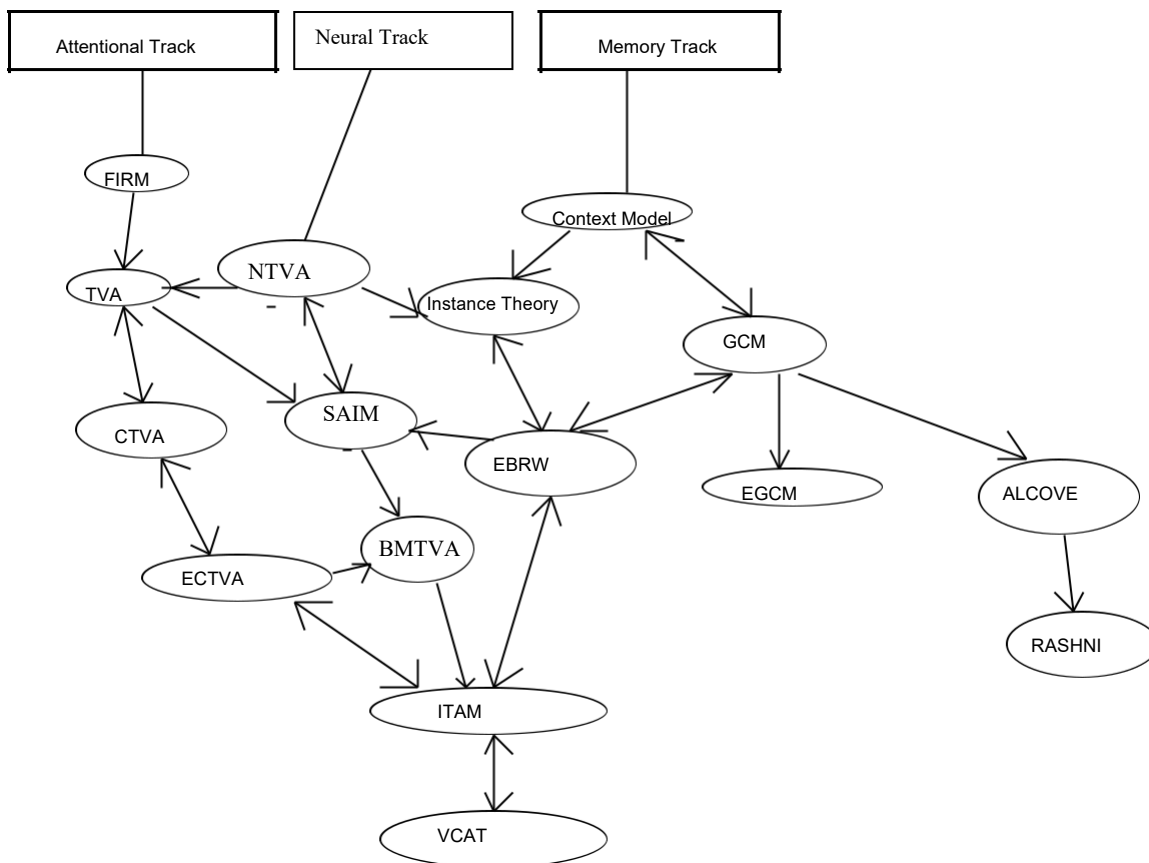 Attentional Track
Neural Track
Memory Track
FIRM
Context Model
NTVA
TVA
Instance Theory
GCM
SAIM
CTVA
EBRW
EGCM
ALCOVE
BMTVA
ECTVA
RASHNI
ITAM
VCAT